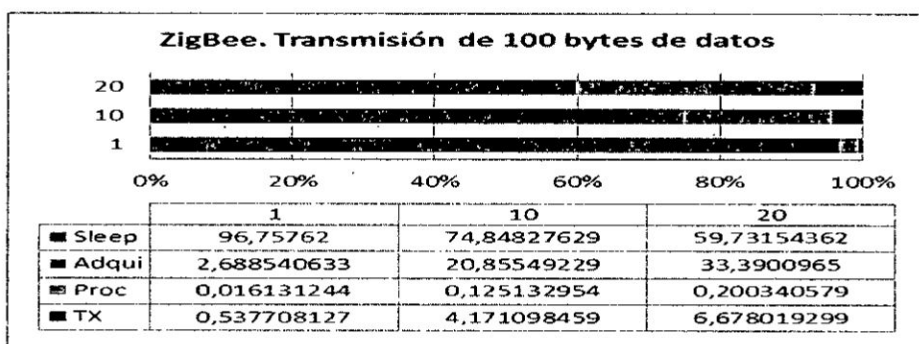 ZigBee. Transmisión de 100 bytes de datos
20
10
1
0% 20% 40% 60% 80% 100%
1 10 20
Sleep 96,75762 74,84827629 59,73154362
Adqui 2,688540633 20,85549229 33,3900965
Proc 0,016131244 0,125132954 0,200340579
TX 0,537708127 4,171098459 6,678019299